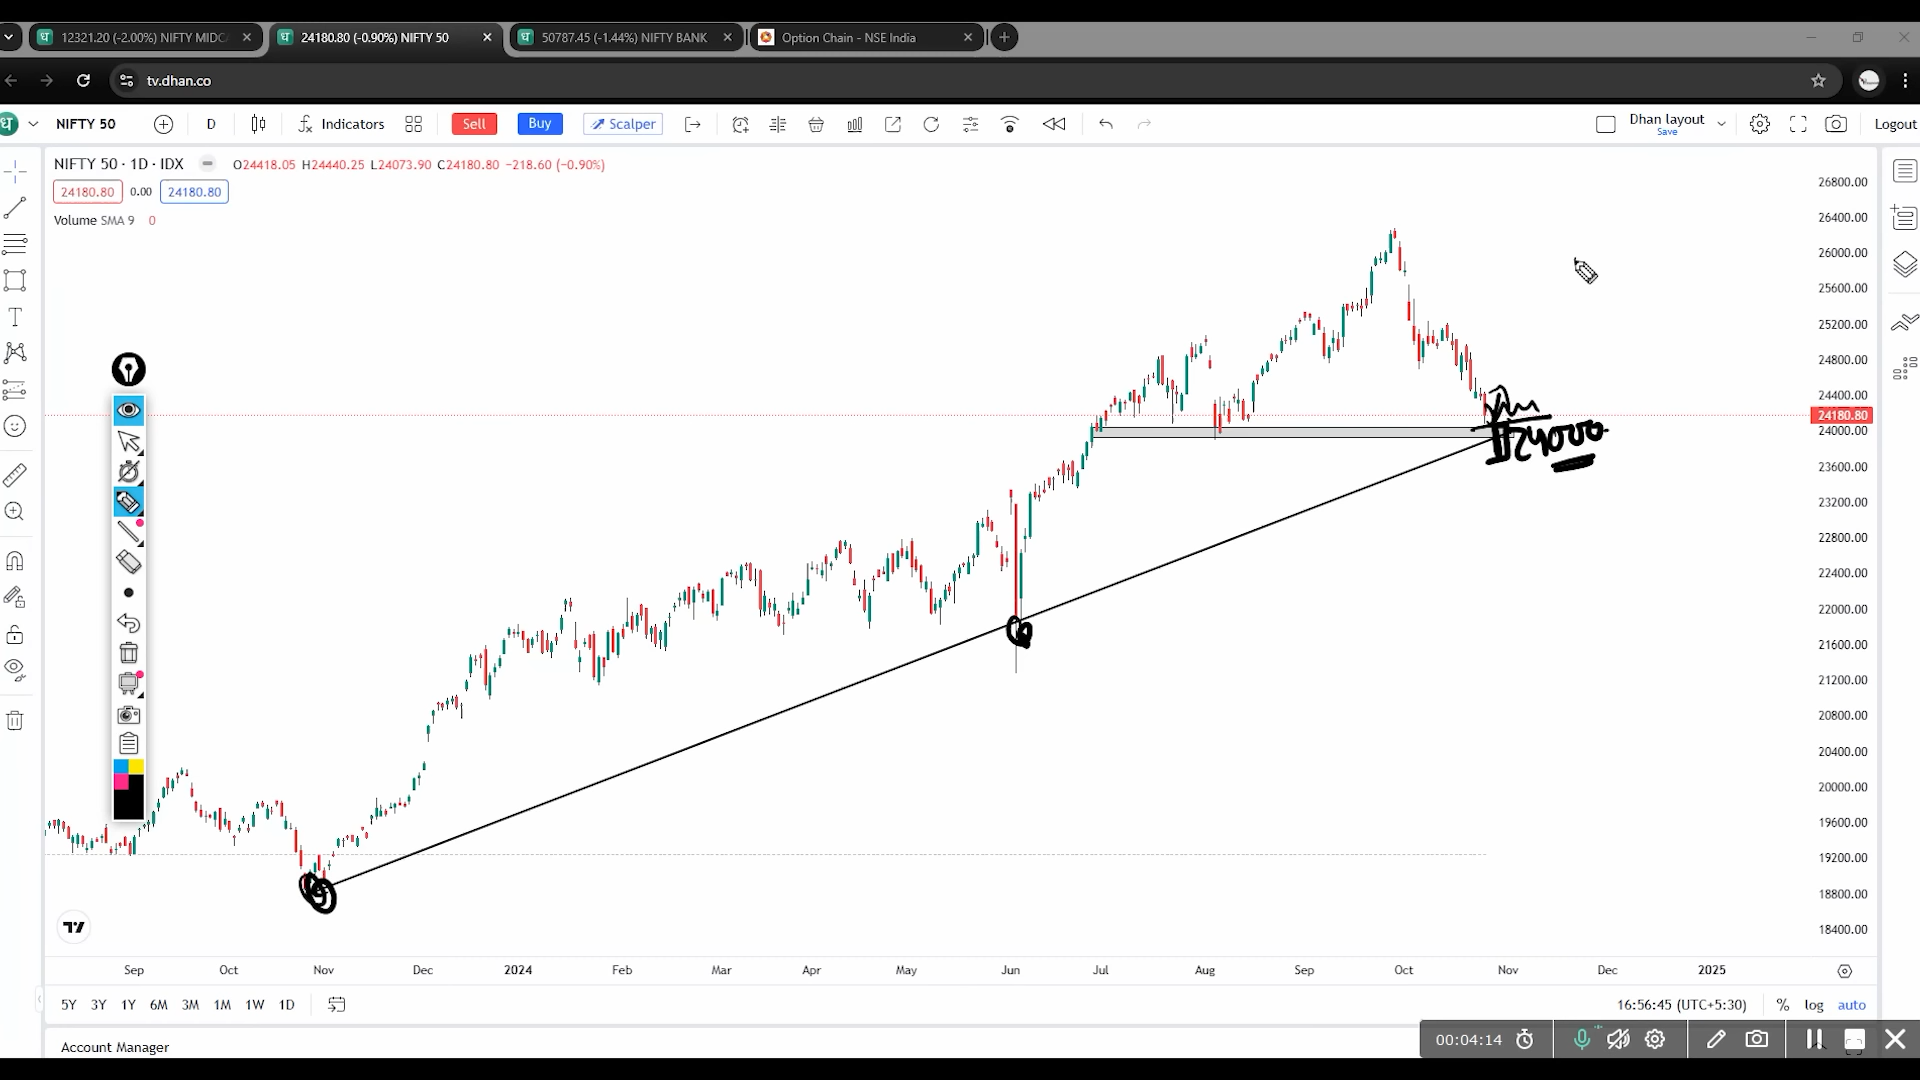 12321.20 (-2.00%) NIFTY MIDC
24180.80 (-0.90%) NIFTY 50
50787.45 (-1.44%) NIFTY BANK
Option Chain - NSE India
tv.dhan.co
NIFTY 50
D
Indicators
Sell
Buy
Scalper
Dhan layout
Save
Logout
NIFTY 50 · 1D · IDX
O24418.05 H24440.25 L24073.90 C24180.80 −218.60 (−0.90%)
24180.80
0.00
24180.80
Volume SMA 9 0
26800.00
26400.00
26000.00
25600.00
25200.00
24800.00
24400.00
24180.80
24000.00
23600.00
23200.00
22800.00
22400.00
22000.00
21600.00
21200.00
20800.00
20400.00
20000.00
19600.00
19200.00
18800.00
18400.00
24000
Sep Oct Nov Dec 2024 Feb Mar Apr May Jun Jul Aug Sep Oct Nov Dec 2025
5Y 3Y 1Y 6M 3M 1M 1W 1D
16:56:45 (UTC+5:30) % log auto
Account Manager
00:04:14